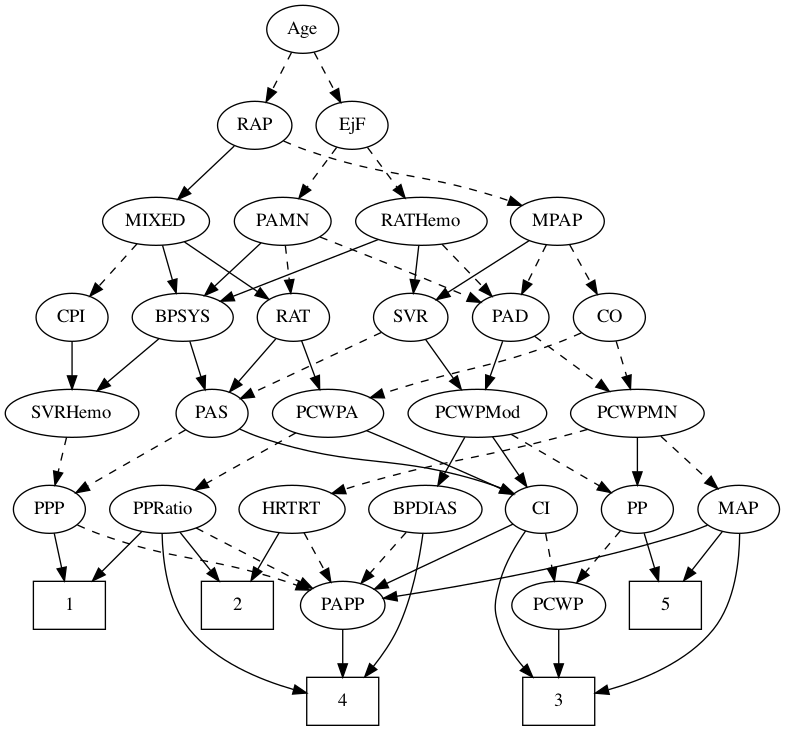 Age
RAP EjF
MIXED PAMN RATHemo MPAP
CPI BPSYS RAT SVR PAD CO
SVRHemo PAS PCWPA PCWPMod PCWPMN
PPP PPRatio HRTRT BPDIAS CI PP MAP
1 2 PAPP PCWP 5
4 3